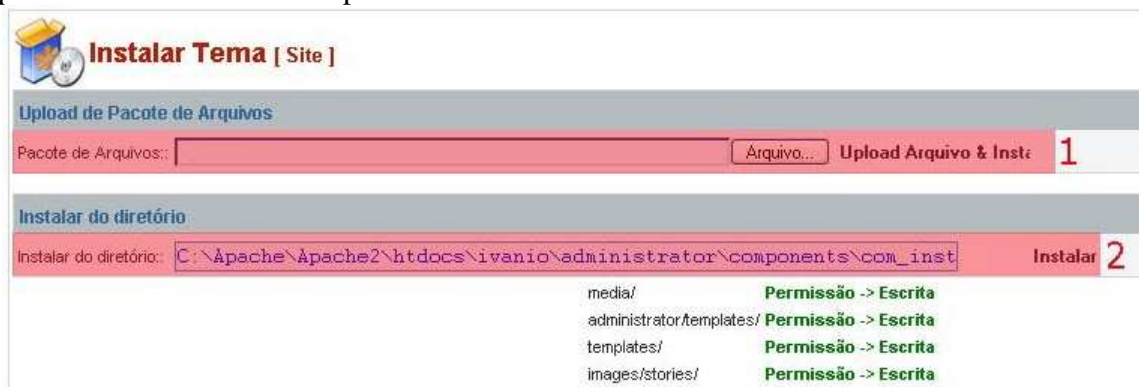 Instalar Tema [ Site ]
Upload de Pacote de Arquivos
Pacote de Arquivos:: Arquivo... Upload Arquivo & Insta 1
Instalar do diretório
Instalar do diretório:: C:\Apache\Apache2\htdocs\ivanio\administrator\components\com_inst Instalar 2
media/ Permissão -> Escrita
administrator/templates/ Permissão -> Escrita
templates/ Permissão -> Escrita
images/stories/ Permissão -> Escrita